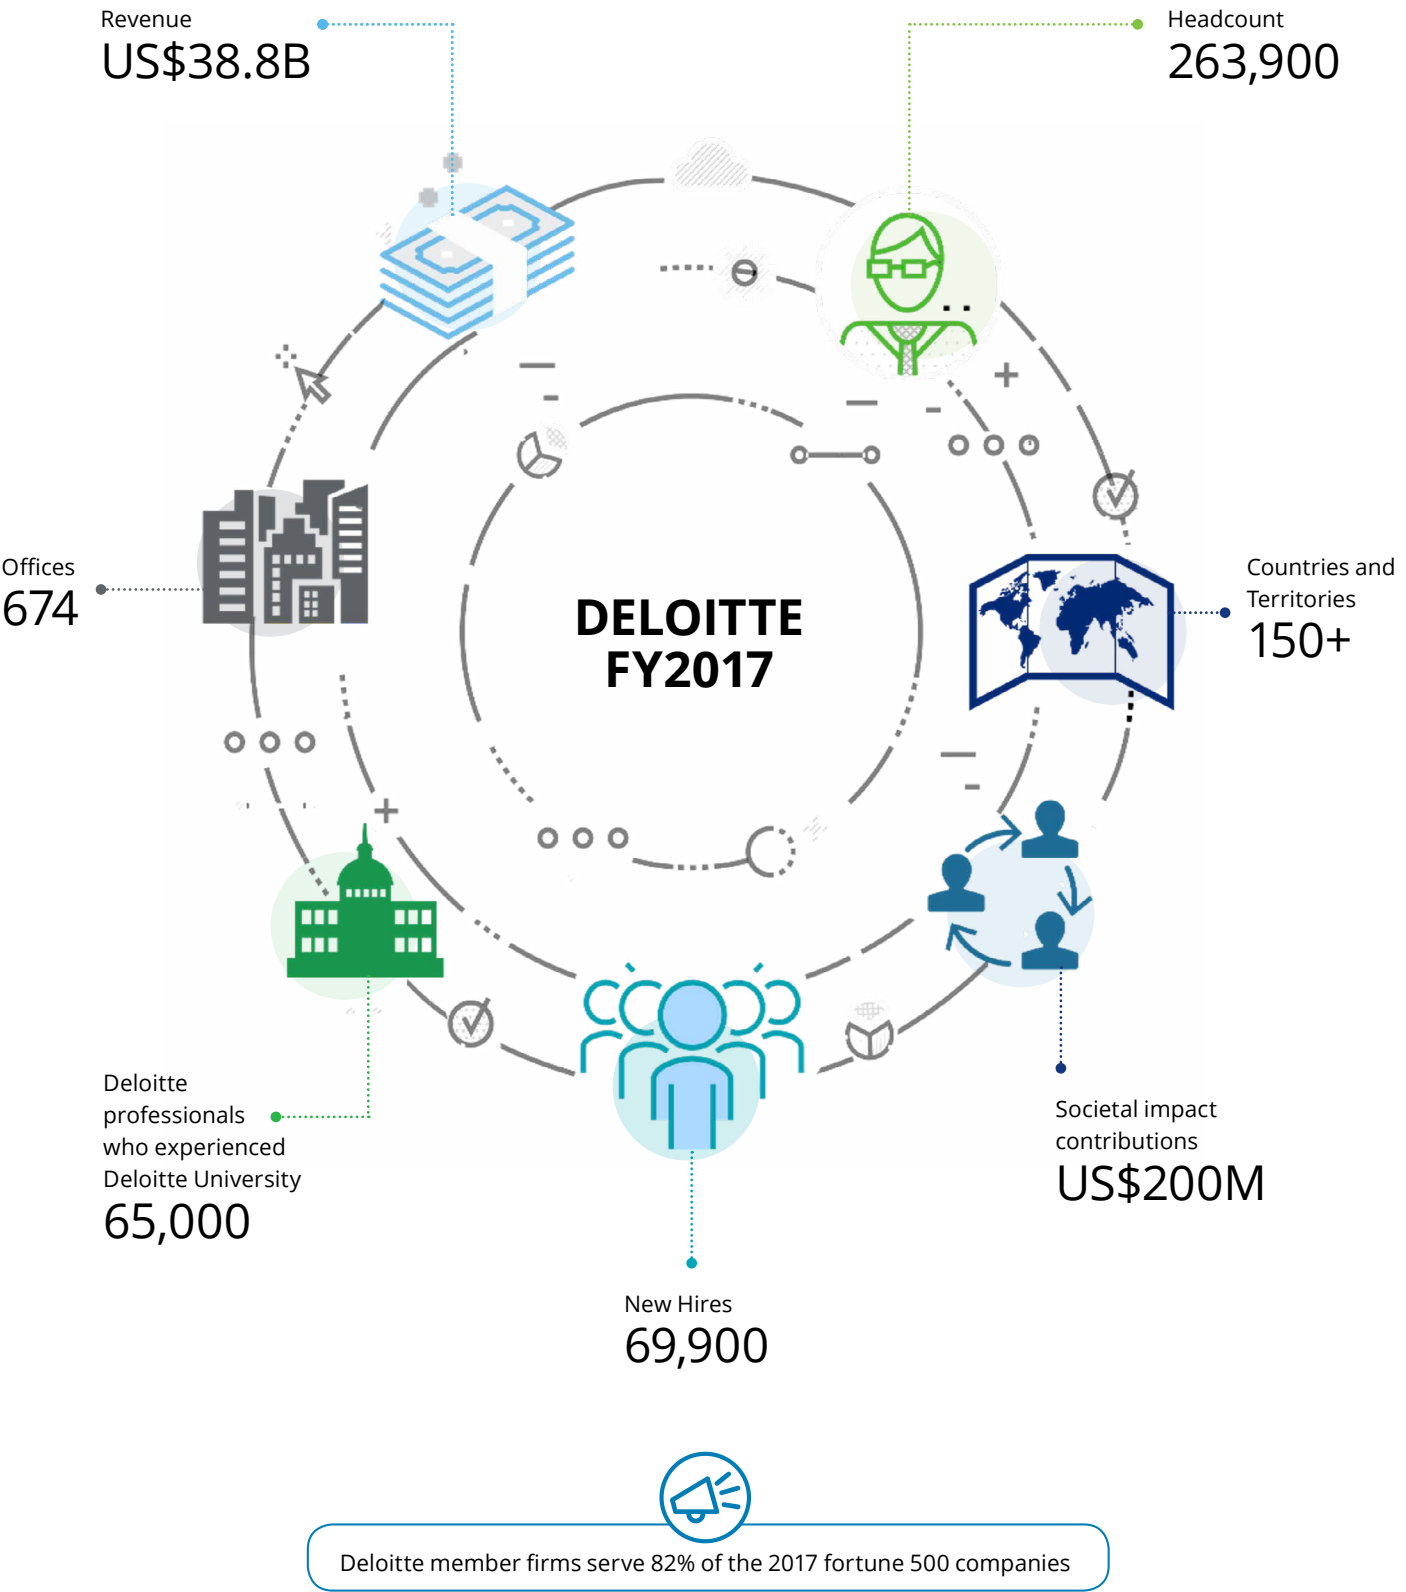 Revenue
US$38.8B
Headcount
263,900
Offices
674
DELOITTE
FY2017
Countries and
Territories
150+
Deloitte
professionals
who experienced
Deloitte University
65,000
Societal impact
contributions
US$200M
New Hires
69,900
Deloitte member firms serve 82% of the 2017 fortune 500 companies